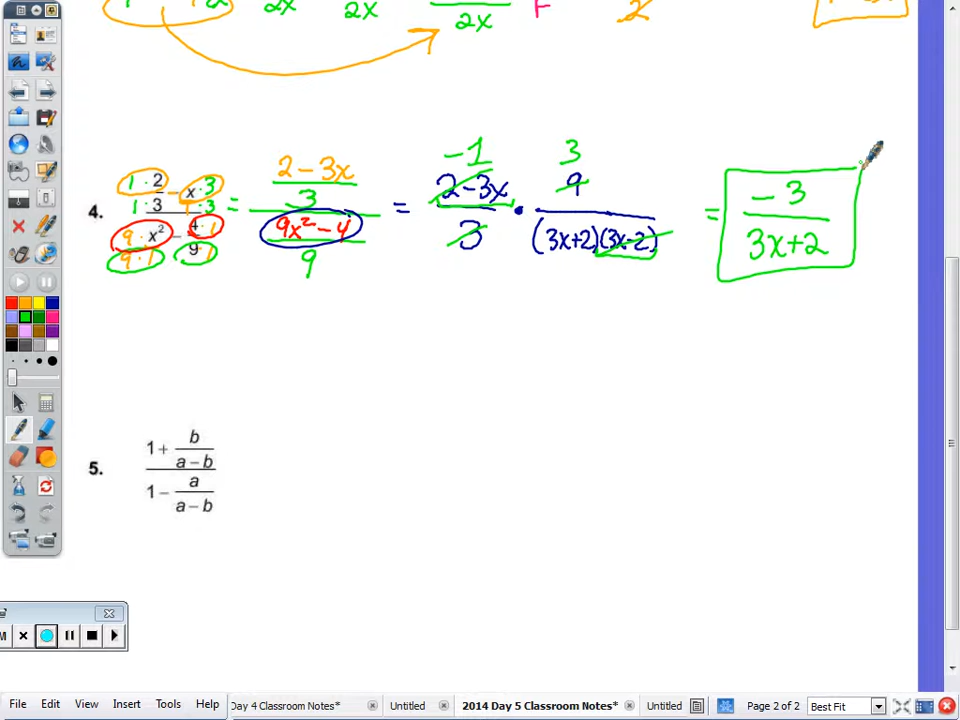 2x
2x
2x
2
4. (1·2/1·3 − x·3/1·3)/(9·x²/9·1 − 4·1/9·1) = ((2−3x)/3)/((9x²−4)/9) = (−1 2−3x)/3 · (3 9)/((3x+2)(3x−2)) = −3/(3x+2)
5. (1 + b/(a−b))/(1 − a/(a−b))
File Edit View Insert Tools Help Day 4 Classroom Notes* Untitled 2014 Day 5 Classroom Notes* Untitled Page 2 of 2 Best Fit